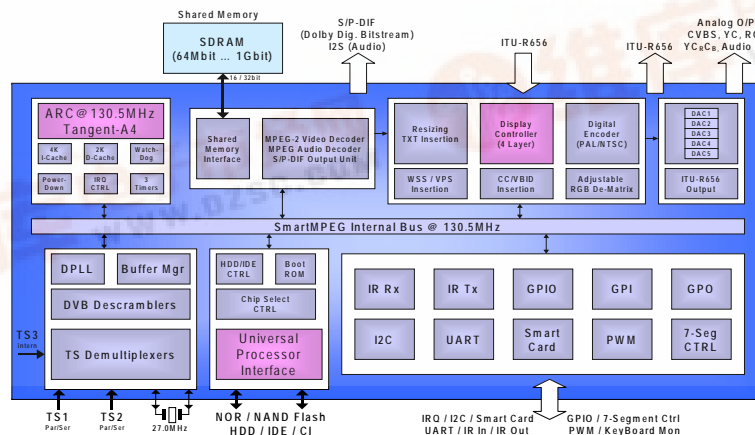 Shared Memory
SDRAM
(64Mbit ... 1Gbit)
16 / 32bit
S/P-DIF
(Dolby Dig. Bitstream)
I2S (Audio)
ITU-R656
ITU-R656
Analog O/P
CVBS, YC, RG
YCRCB, Audio
ARC@130.5MHz
Tangent-A4
4K
I-Cache
2K
D-Cache
Watch-
Dog
Power-
Down
IRQ
CTRL
3
Timers
Shared
Memory
Interface
MPEG-2 Video Decoder
MPEG Audio Decoder
S/P-DIF Output Unit
Resizing
TXT Insertion
Display
Controller
(4 Layer)
Digital
Encoder
(PAL/NTSC)
WSS / VPS
Insertion
CC/VBID
Insertion
Adjustable
RGB De-Matrix
DAC1
DAC2
DAC3
DAC4
DAC5
ITU-R656
Output
SmartMPEG Internal Bus @ 130.5MHz
DPLL
Buffer Mgr
DVB Descramblers
TS Demultiplexers
TS3
intern
HDD/IDE
CTRL
Boot
ROM
Chip Select
CTRL
Universal
Processor
Interface
IR Rx
IR Tx
GPIO
GPI
GPO
I2C
UART
Smart
Card
PWM
7-Seg
CTRL
TS1
Par/Ser
TS2
Par/Ser
27.0MHz
NOR / NAND Flash
HDD / IDE / CI
IRQ / I2C / Smart Card
UART / IR In / IR Out
GPIO / 7-Segment Ctrl
PWM / KeyBoard Mon
www.dzsc.com